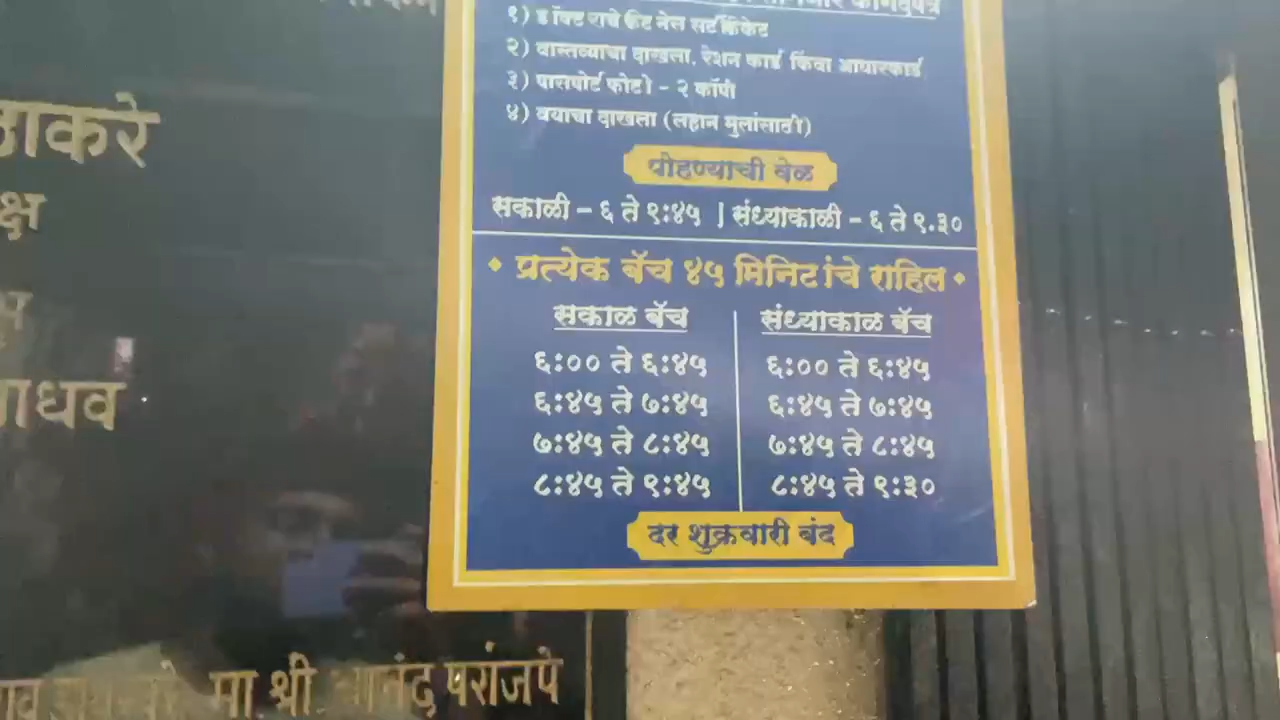 कागदपत्रे
१) डॉक्टरांचे फिटनेस सर्टिफिकेट
२) वास्तव्याचा दाखला, रेशन कार्ड किंवा आधारकार्ड
३) पासपोर्ट फोटो - २ कॉपी
४) वयाचा दाखला (लहान मुलांसाठी)
पोहण्याची वेळ
सकाळी - ६ ते ९:४५ | संध्याकाळी - ६ ते ९.३०
प्रत्येक बॅच ४५ मिनिटांचे राहिल
सकाळ बॅच संध्याकाळ बॅच
६:०० ते ६:४५ ६:०० ते ६:४५
६:४५ ते ७:४५ ६:४५ ते ७:४५
७:४५ ते ८:४५ ७:४५ ते ८:४५
८:४५ ते ९:४५ ८:४५ ते ९:३०
दर शुक्रवारी बंद
ठाकरे
माधव
मा. श्री. आनंद परांजपे